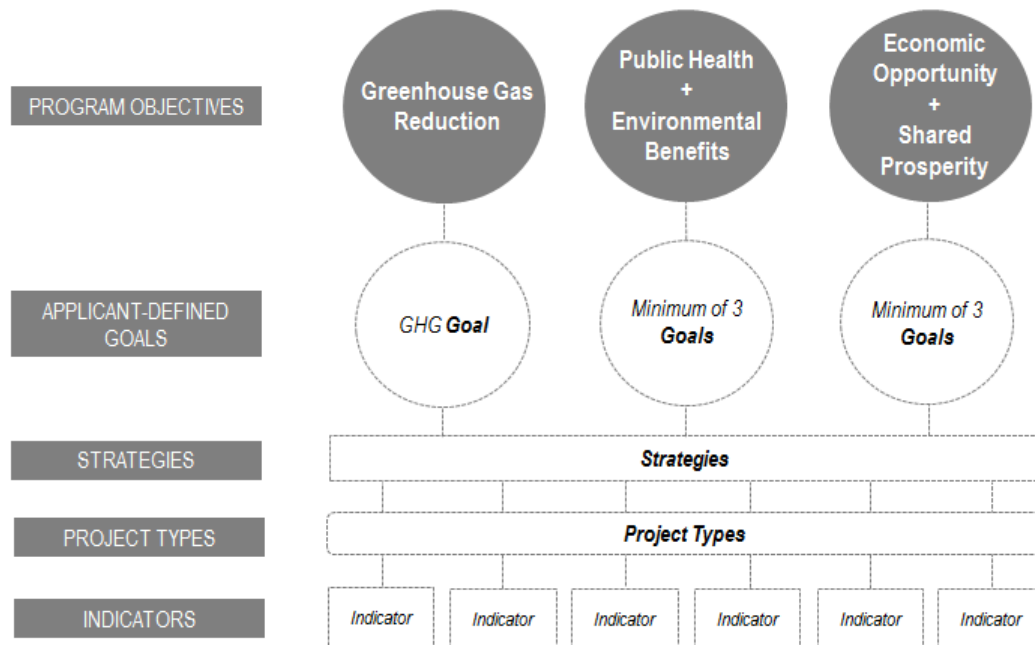 PROGRAM OBJECTIVES
Greenhouse Gas
Reduction
Public Health
+
Environmental
Benefits
Economic
Opportunity
+
Shared
Prosperity
APPLICANT-DEFINED
GOALS
GHG Goal
Minimum of 3
Goals
Minimum of 3
Goals
STRATEGIES
Strategies
PROJECT TYPES
Project Types
INDICATORS
Indicator
Indicator
Indicator
Indicator
Indicator
Indicator